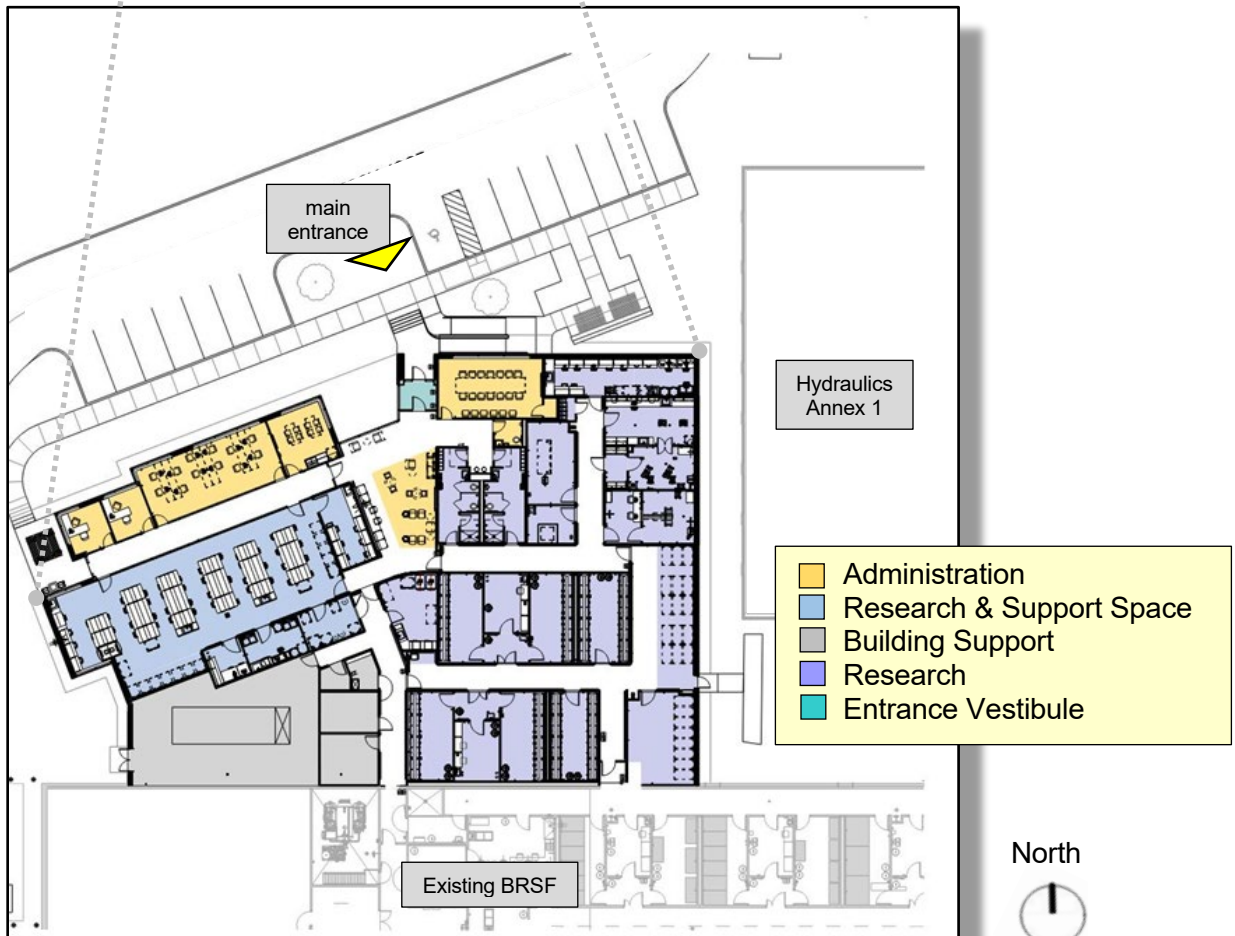 main
entrance
Hydraulics
Annex 1
Administration
Research & Support Space
Building Support
Research
Entrance Vestibule
Existing BRSF
North